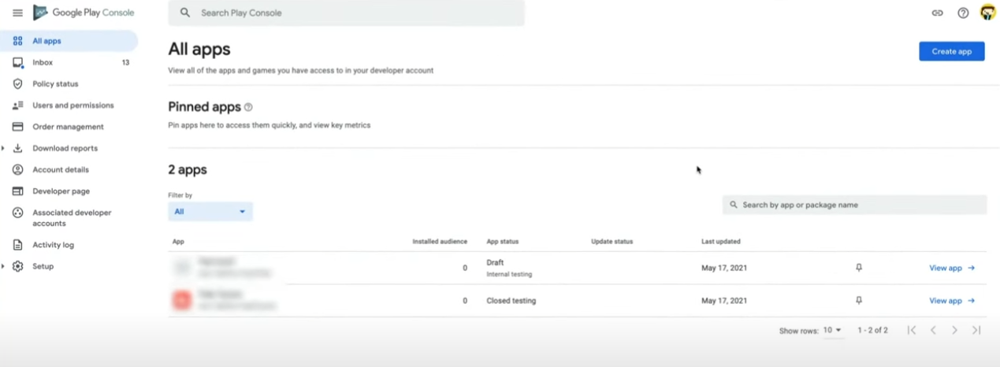 Google Play Console
Search Play Console
All apps
Inbox 13
Policy status
Users and permissions
Order management
Download reports
Account details
Developer page
Associated developer
accounts
Activity log
Setup
All apps
Create app
View all of the apps and games you have access to in your developer account
Pinned apps
Pin apps here to access them quickly, and view key metrics
2 apps
Filter by
All
Search by app or package name
App Installed audience App status Update status Last updated
0 Draft May 17, 2021 View app →
Internal testing
0 Closed testing May 17, 2021 View app →
Show rows: 10 1 - 2 of 2